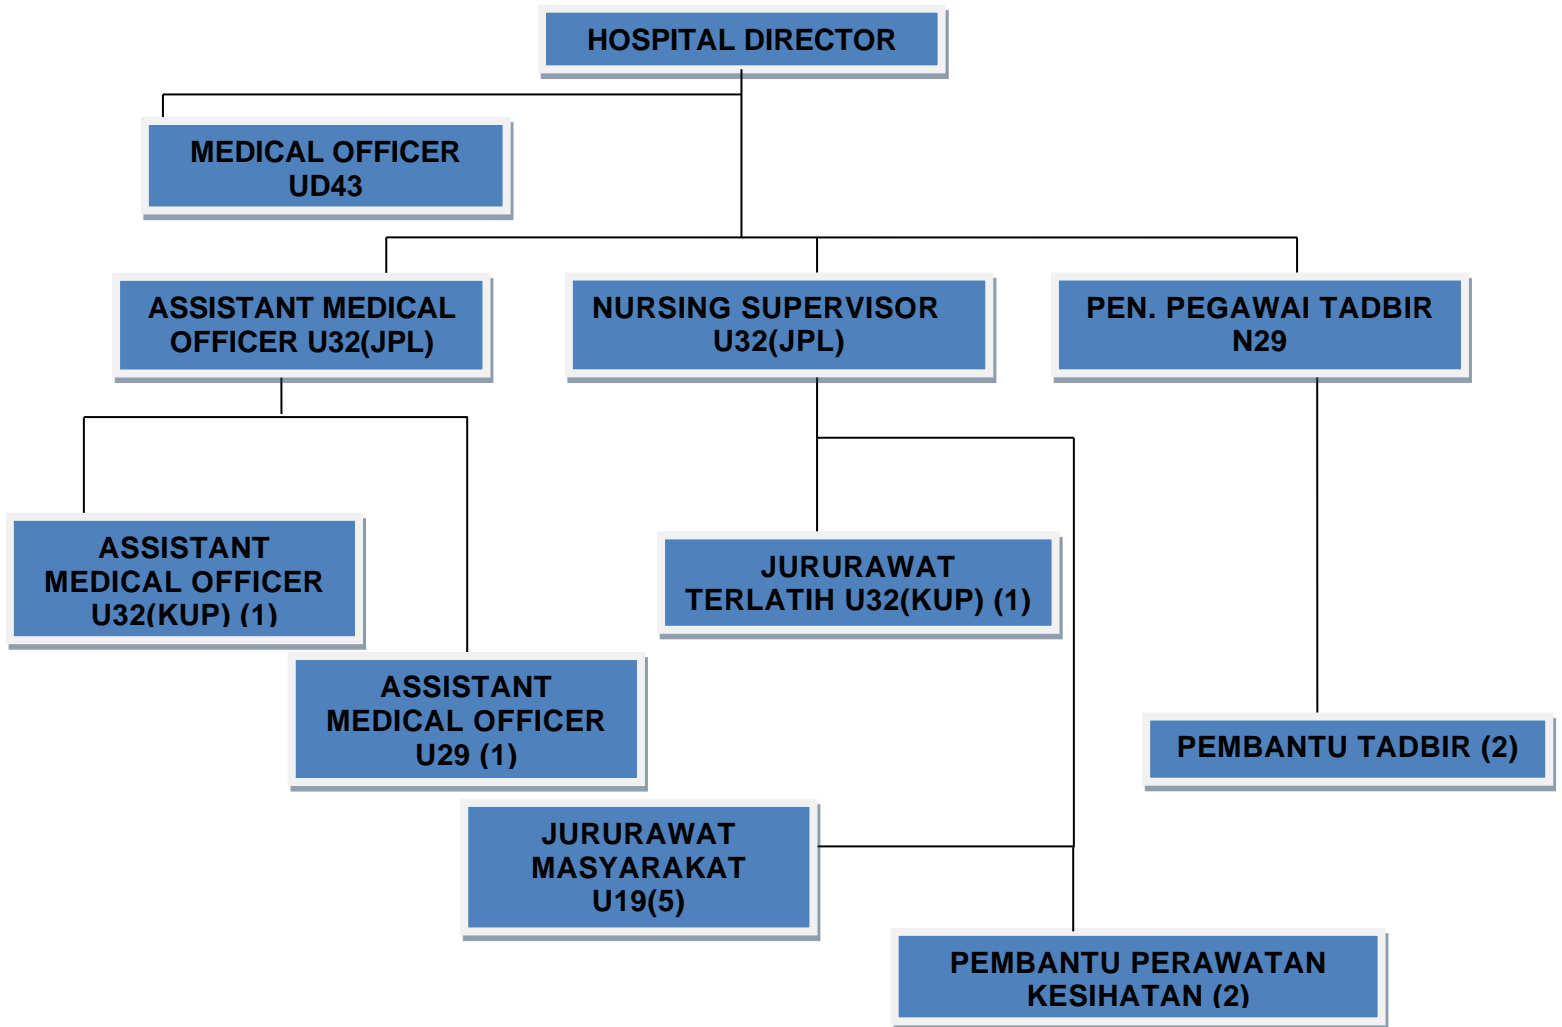 HOSPITAL DIRECTOR
MEDICAL OFFICER
UD43
ASSISTANT MEDICAL
OFFICER U32(JPL)
NURSING SUPERVISOR
U32(JPL)
PEN. PEGAWAI TADBIR
N29
ASSISTANT
MEDICAL OFFICER
U32(KUP) (1)
JURURAWAT
TERLATIH U32(KUP) (1)
ASSISTANT
MEDICAL OFFICER
U29 (1)
PEMBANTU TADBIR (2)
JURURAWAT
MASYARAKAT
U19(5)
PEMBANTU PERAWATAN
KESIHATAN (2)